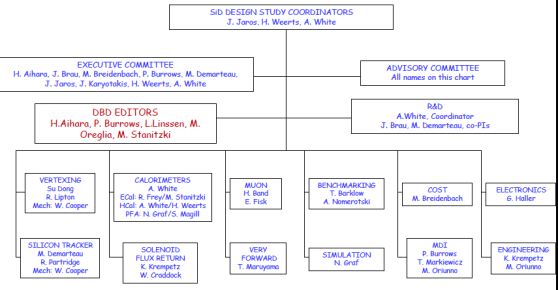 SiD DESIGN STUDY COORDINATORS
J. Jaros, H. Weerts, A. White
EXECUTIVE COMMITTEE
H. Aihara, J. Brau, M. Breidenbach, P. Burrows, M. Demarteau,
J. Jaros, J. Karyotakis, H. Weerts, A. White
ADVISORY COMMITTEE
All names on this chart
DBD EDITORS
H.Aihara, P. Burrows, L.Linssen, M.
Oreglia, M. Stanitzki
R&D
A.White, Coordinator
J. Brau, M. Demarteau, co-PIs
VERTEXING
Su Dong
R. Lipton
Mech: W. Cooper
CALORIMETERS
A. White
ECal: R. Frey/M. Stanitzki
HCal: A. White/H. Weerts
PFA: N. Graf/S. Magill
MUON
H. Band
E. Fisk
BENCHMARKING
T. Barklow
A. Nomerotski
COST
M. Breidenbach
ELECTRONICS
G. Haller
SILICON TRACKER
M. Demarteau
R. Partridge
Mech: W. Cooper
SOLENOID
FLUX RETURN
K. Krempetz
W. Craddock
VERY
FORWARD
T. Maruyama
SIMULATION
N. Graf
MDI
P. Burrows
T. Markiewicz
M. Oriunno
ENGINEERING
K. Krempetz
M. Oriunno